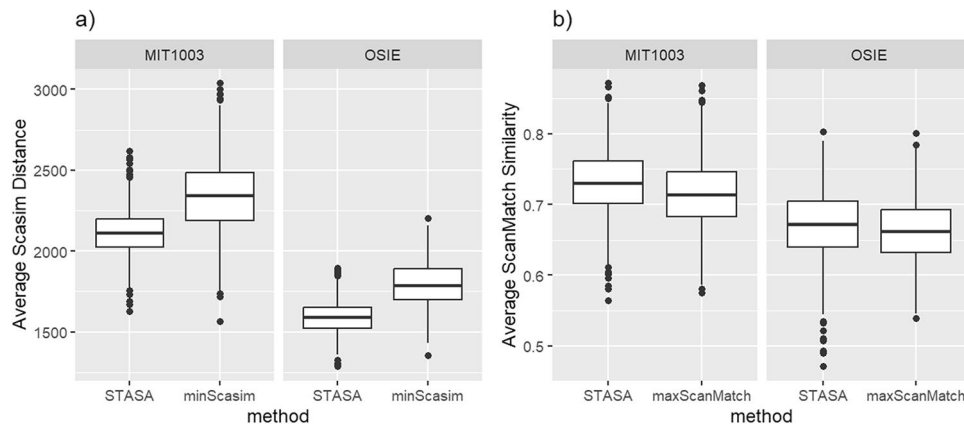 a)
MIT1003
OSIE
Average Scasim Distance
3000
2500
2000
1500
STASA
minScasim
STASA
minScasim
method
b)
MIT1003
OSIE
Average ScanMatch Similarity
0.8
0.7
0.6
0.5
STASA
maxScanMatch
STASA
maxScanMatch
method